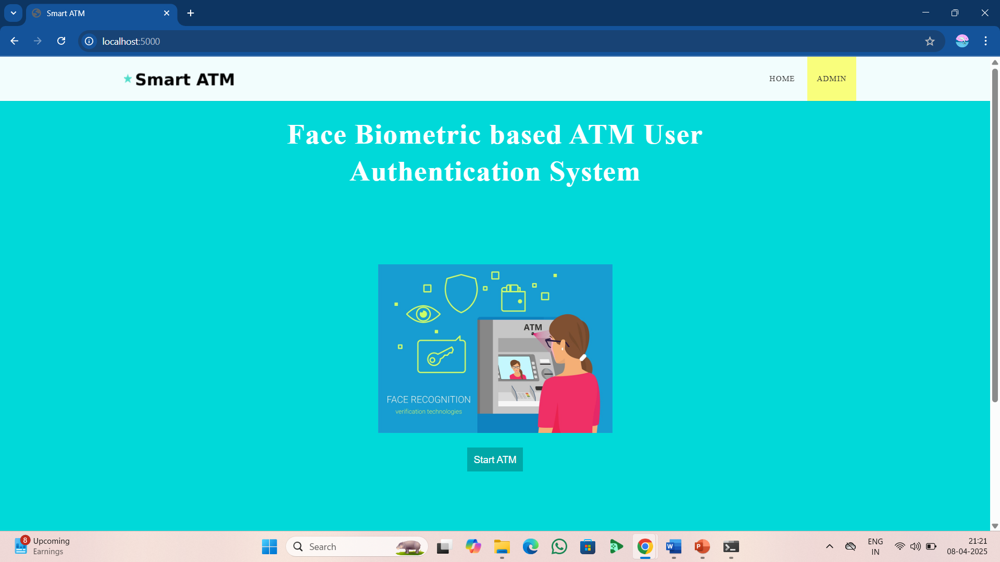 Smart ATM
localhost:5000
Smart ATM
HOME
ADMIN
Face Biometric based ATM User
Authentication System
ATM
FACE RECOGNITION
verification technologies
Start ATM
8
Upcoming
Earnings
Search
W
P
ENG
IN
21:21
08-04-2025